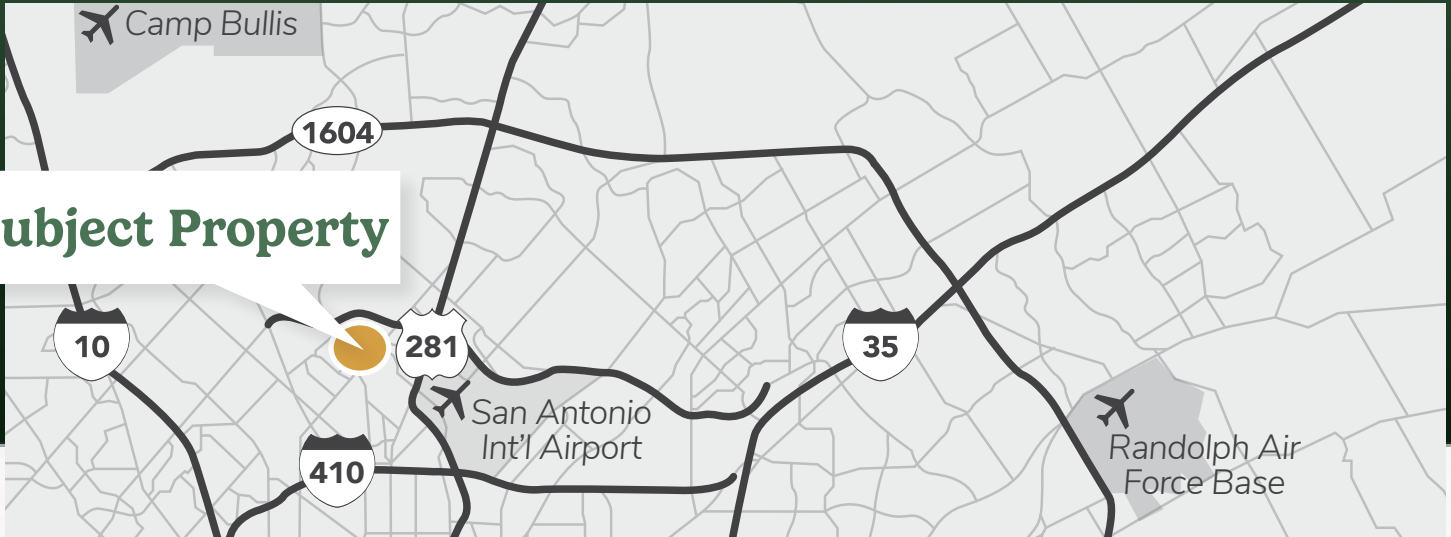 Camp Bullis
1604
ubject Property
10
281
35
San Antonio
Int'l Airport
410
Randolph Air
Force Base